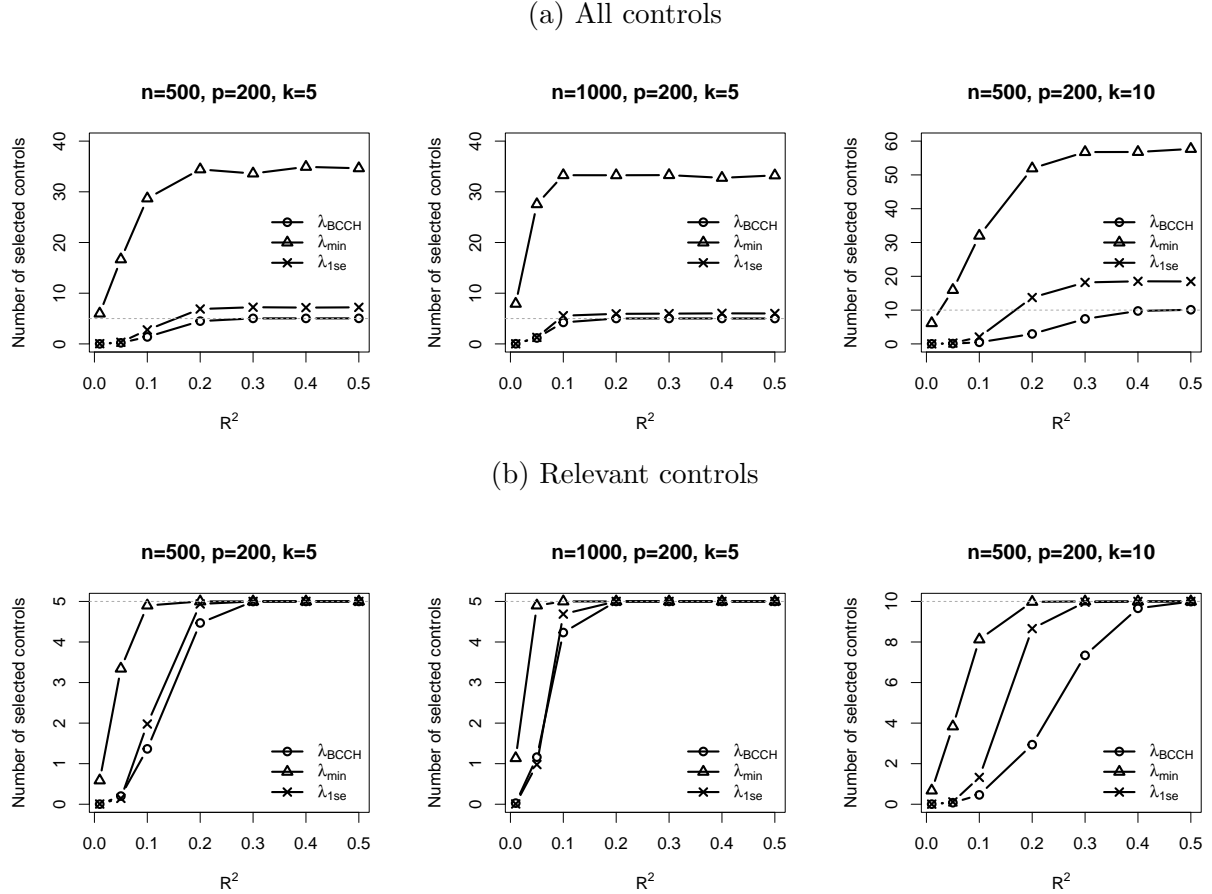 (a) All controls
n=500, p=200, k=5
Number of selected controls
40
30
20
10
0
λBCCH
λmin
λ1se
0.0 0.1 0.2 0.3 0.4 0.5
R²
n=1000, p=200, k=5
Number of selected controls
40
30
20
10
0
λBCCH
λmin
λ1se
0.0 0.1 0.2 0.3 0.4 0.5
R²
n=500, p=200, k=10
Number of selected controls
60
50
40
30
20
10
0
λBCCH
λmin
λ1se
0.0 0.1 0.2 0.3 0.4 0.5
R²
(b) Relevant controls
n=500, p=200, k=5
Number of selected controls
5
4
3
2
1
0
λBCCH
λmin
λ1se
0.0 0.1 0.2 0.3 0.4 0.5
R²
n=1000, p=200, k=5
Number of selected controls
5
4
3
2
1
0
λBCCH
λmin
λ1se
0.0 0.1 0.2 0.3 0.4 0.5
R²
n=500, p=200, k=10
Number of selected controls
10
8
6
4
2
0
λBCCH
λmin
λ1se
0.0 0.1 0.2 0.3 0.4 0.5
R²